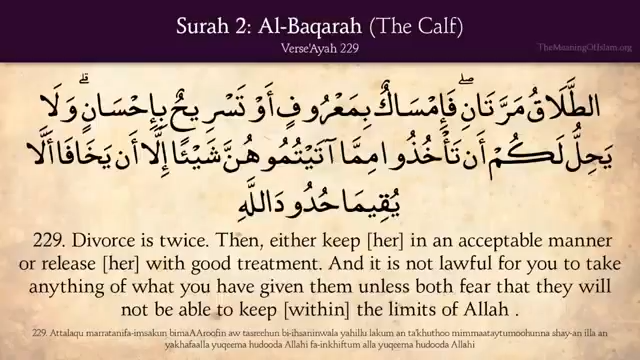 Surah 2: Al-Baqarah (The Calf)
Verse'Ayah 229
TheMeaningOfIslam.org
الطَّلَاقُ مَرَّتَانِ ۖ فَإِمْسَاكٌ بِمَعْرُوفٍ أَوْ تَسْرِيحٌ بِإِحْسَانٍ ۗ وَلَا
يَحِلُّ لَكُمْ أَن تَأْخُذُوا مِمَّا آتَيْتُمُوهُنَّ شَيْئًا إِلَّا أَن يَخَافَا أَلَّا
يُقِيمَا حُدُودَ اللَّهِ
229. Divorce is twice. Then, either keep [her] in an acceptable manner
or release [her] with good treatment. And it is not lawful for you to take
anything of what you have given them unless both fear that they will
not be able to keep [within] the limits of Allah .
229. Attalaqu marratanifa-imsakun bimaAAroofin aw tasreehun bi-ihsaninwala yahillu lakum an ta/khuthoo mimmaataytumoohunna shay-an illa an
yakhafaalla yuqeema hudooda Allahi fa-inkhiftum alla yuqeema hudooda Allahi